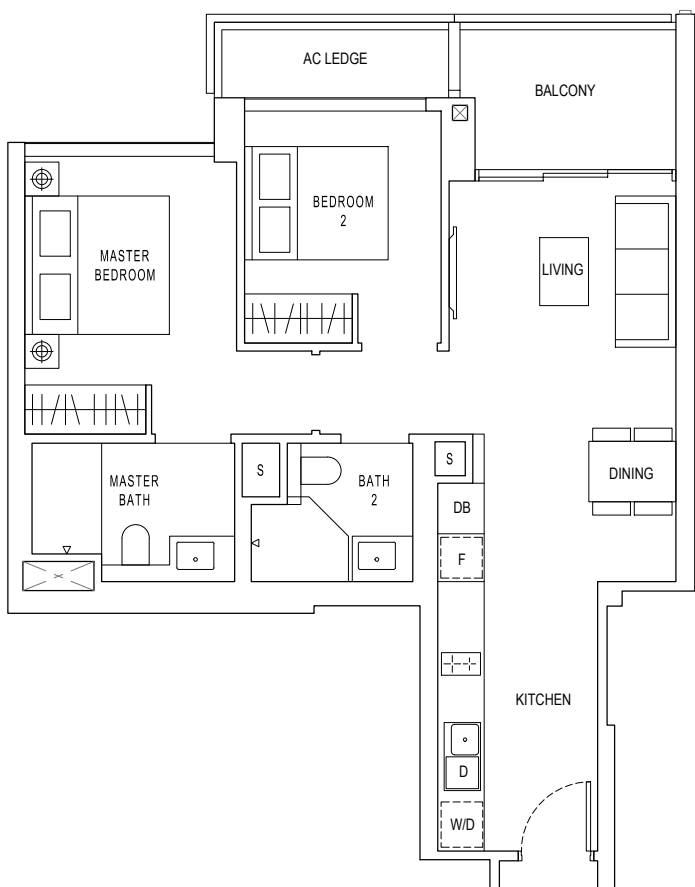 AC LEDGE
BALCONY
BEDROOM
2
MASTER
BEDROOM
LIVING
MASTER
BATH
S
BATH
2
S
DINING
DB
F
KITCHEN
D
W/D